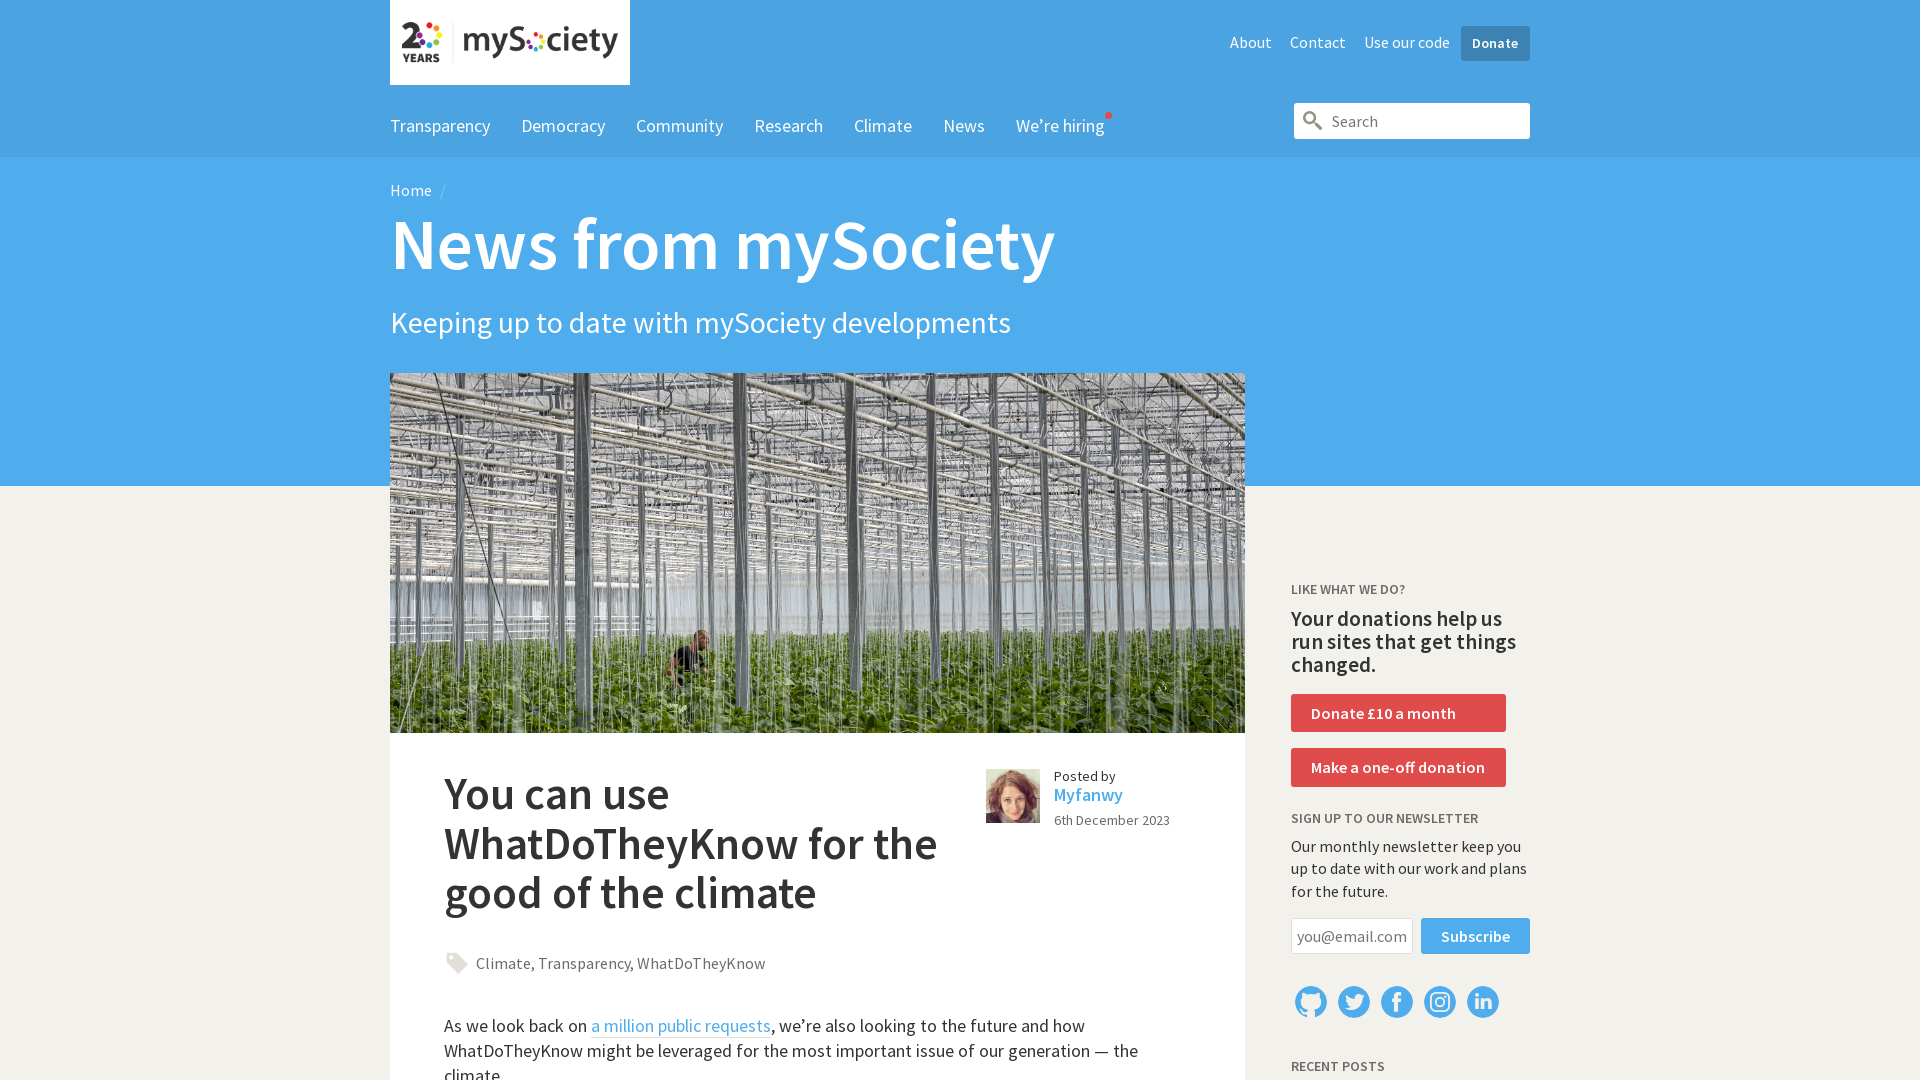 20 YEARS mySociety
About Contact Use our code Donate
Transparency Democracy Community Research Climate News We’re hiring
Search
Home /
News from mySociety
Keeping up to date with mySociety developments
You can use
WhatDoTheyKnow for the
good of the climate
Posted by
Myfanwy
6th December 2023
Climate, Transparency, WhatDoTheyKnow
As we look back on a million public requests, we’re also looking to the future and how
WhatDoTheyKnow might be leveraged for the most important issue of our generation — the
climate.
LIKE WHAT WE DO?
Your donations help us
run sites that get things
changed.
Donate £10 a month
Make a one-off donation
SIGN UP TO OUR NEWSLETTER
Our monthly newsletter keep you
up to date with our work and plans
for the future.
you@email.com Subscribe
RECENT POSTS